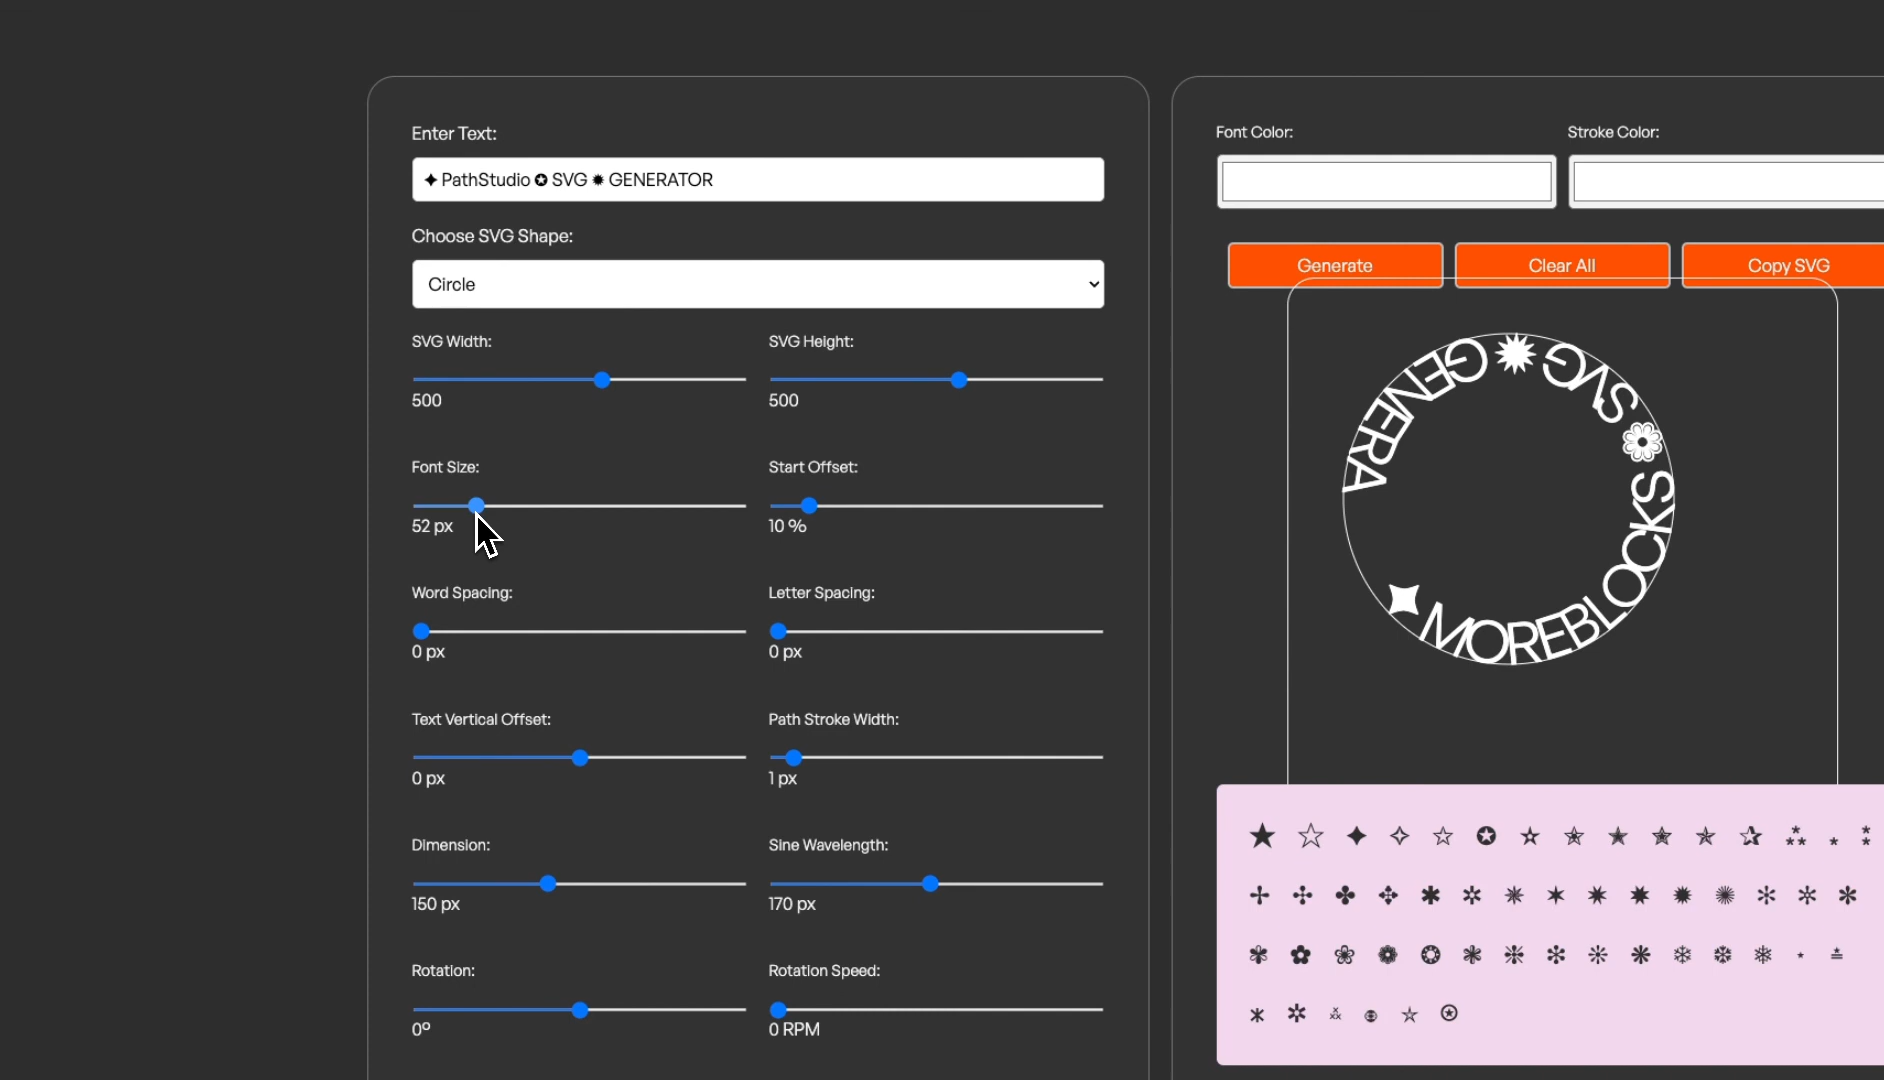 Enter Text:
✦ PathStudio ✪ SVG ✹ GENERATOR
Choose SVG Shape:
Circle
SVG Width:
500
SVG Height:
500
Font Size:
52 px
Start Offset:
10 %
Word Spacing:
0 px
Letter Spacing:
0 px
Text Vertical Offset:
0 px
Path Stroke Width:
1 px
Dimension:
150 px
Sine Wavelength:
170 px
Rotation:
0º
Rotation Speed:
0 RPM
Font Color:
Stroke Color:
Generate
Clear All
Copy SVG
✦ MOREBLOCKS ❁ SVG ✹ GENERA